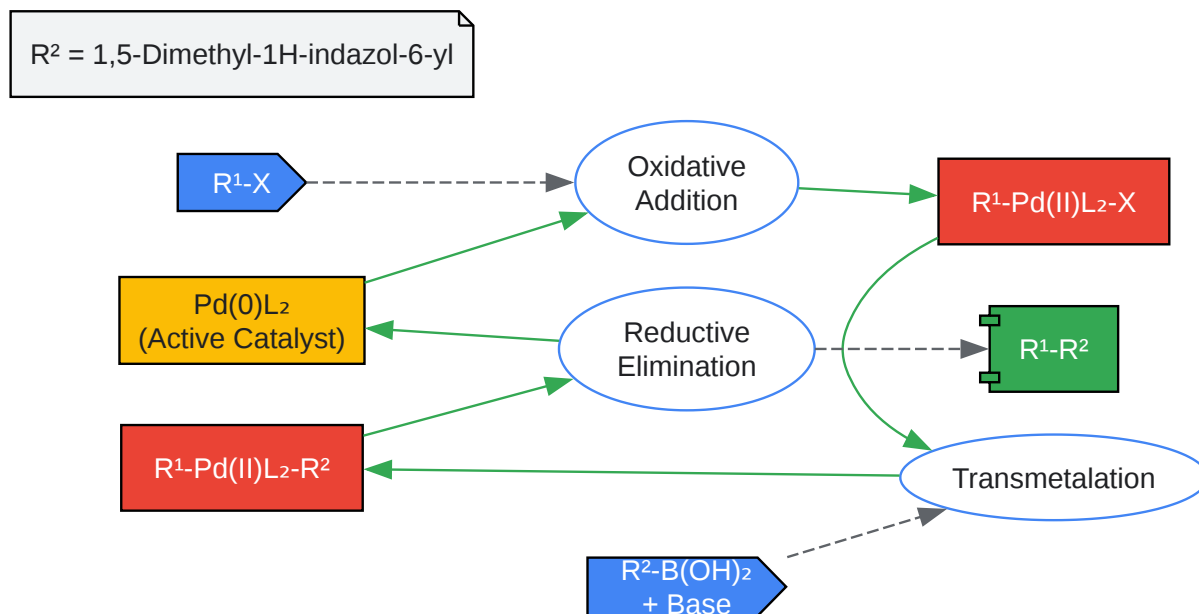 R² = 1,5-Dimethyl-1H-indazol-6-yl
R¹-X
Oxidative
Addition
R¹-Pd(II)L₂-X
Pd(0)L₂
(Active Catalyst)
Reductive
Elimination
R¹-R²
R¹-Pd(II)L₂-R²
Transmetalation
R²-B(OH)₂
+ Base